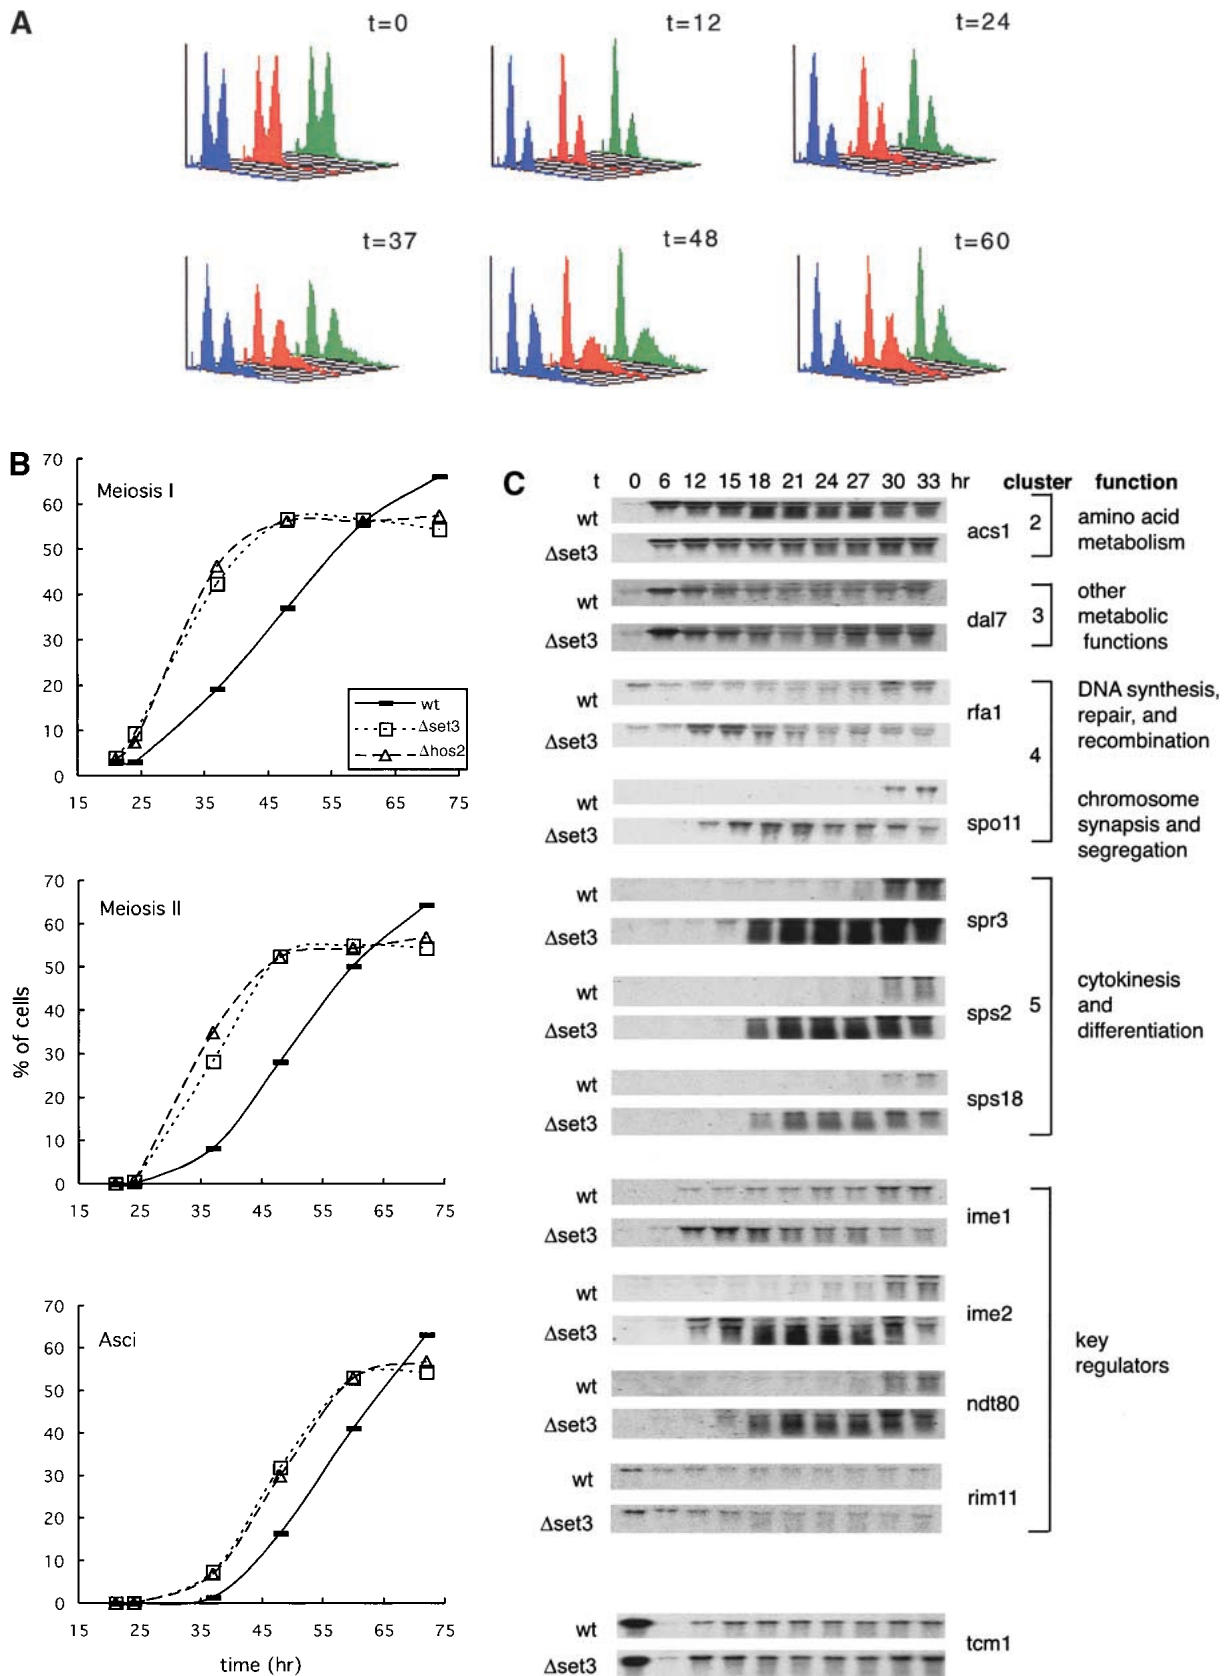 A
t=0
t=12
t=24
t=37
t=48
t=60
B
70
60
50
40
30
20
10
0
Meiosis I
wt
Δset3
Δhos2
15 25 35 45 55 65 75
70
60
50
40
30
20
10
0
Meiosis II
% of cells
15 25 35 45 55 65 75
70
60
50
40
30
20
10
0
Asci
15 25 35 45 55 65 75
time (hr)
C
t 0 6 12 15 18 21 24 27 30 33 hr cluster function
wt
Δset3
acs1
2
amino acid
metabolism
wt
Δset3
dal7
3
other
metabolic
functions
wt
Δset3
rfa1
4
DNA synthesis,
repair, and
recombination
wt
Δset3
spo11
chromosome
synapsis and
segregation
wt
Δset3
spr3
wt
Δset3
sps2
5
cytokinesis
and
differentiation
wt
Δset3
sps18
wt
Δset3
ime1
wt
Δset3
ime2
key
regulators
wt
Δset3
ndt80
wt
Δset3
rim11
wt
Δset3
tcm1